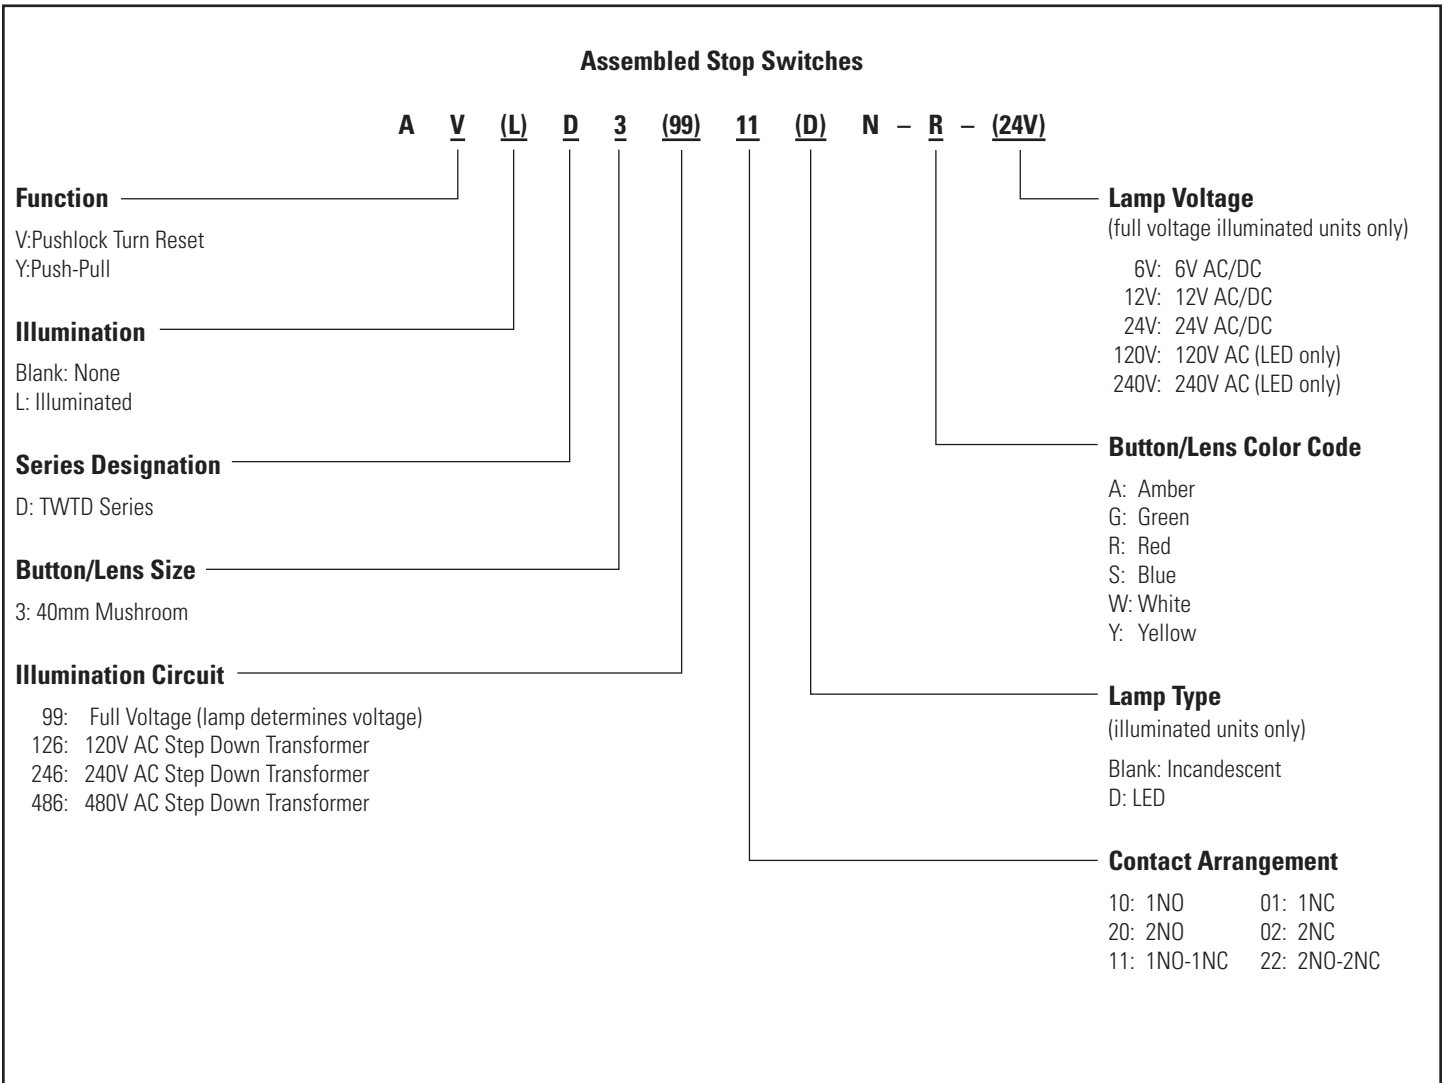 Assembled Stop Switches
A V (L) D 3 (99) 11 (D) N – R – (24V)
Function
V:Pushlock Turn Reset
Y:Push-Pull
Illumination
Blank: None
L: Illuminated
Series Designation
D: TWTD Series
Button/Lens Size
3: 40mm Mushroom
Illumination Circuit
99: Full Voltage (lamp determines voltage)
126: 120V AC Step Down Transformer
246: 240V AC Step Down Transformer
486: 480V AC Step Down Transformer
Lamp Voltage
(full voltage illuminated units only)
6V: 6V AC/DC
12V: 12V AC/DC
24V: 24V AC/DC
120V: 120V AC (LED only)
240V: 240V AC (LED only)
Button/Lens Color Code
A: Amber
G: Green
R: Red
S: Blue
W: White
Y: Yellow
Lamp Type
(illuminated units only)
Blank: Incandescent
D: LED
Contact Arrangement
10: 1NO 01: 1NC
20: 2NO 02: 2NC
11: 1NO-1NC 22: 2NO-2NC